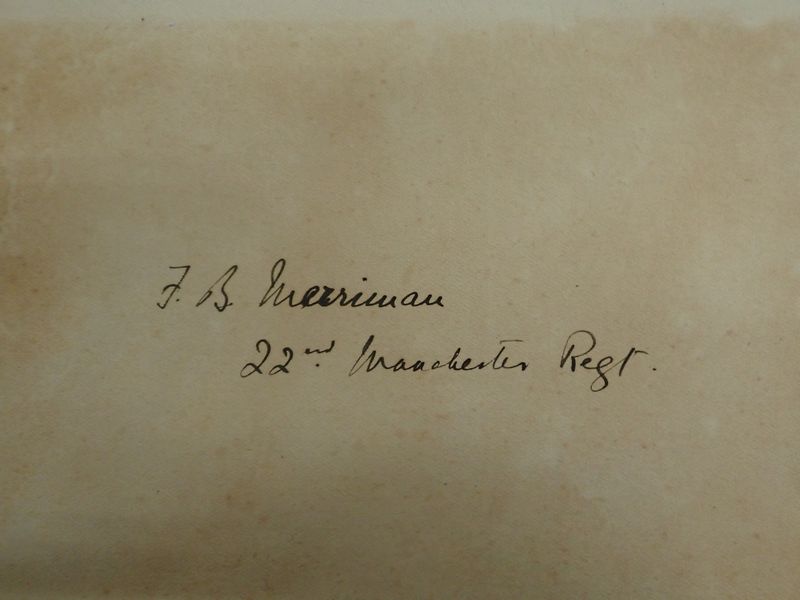 F. B. Merriman
22nd. Manchester Regt.